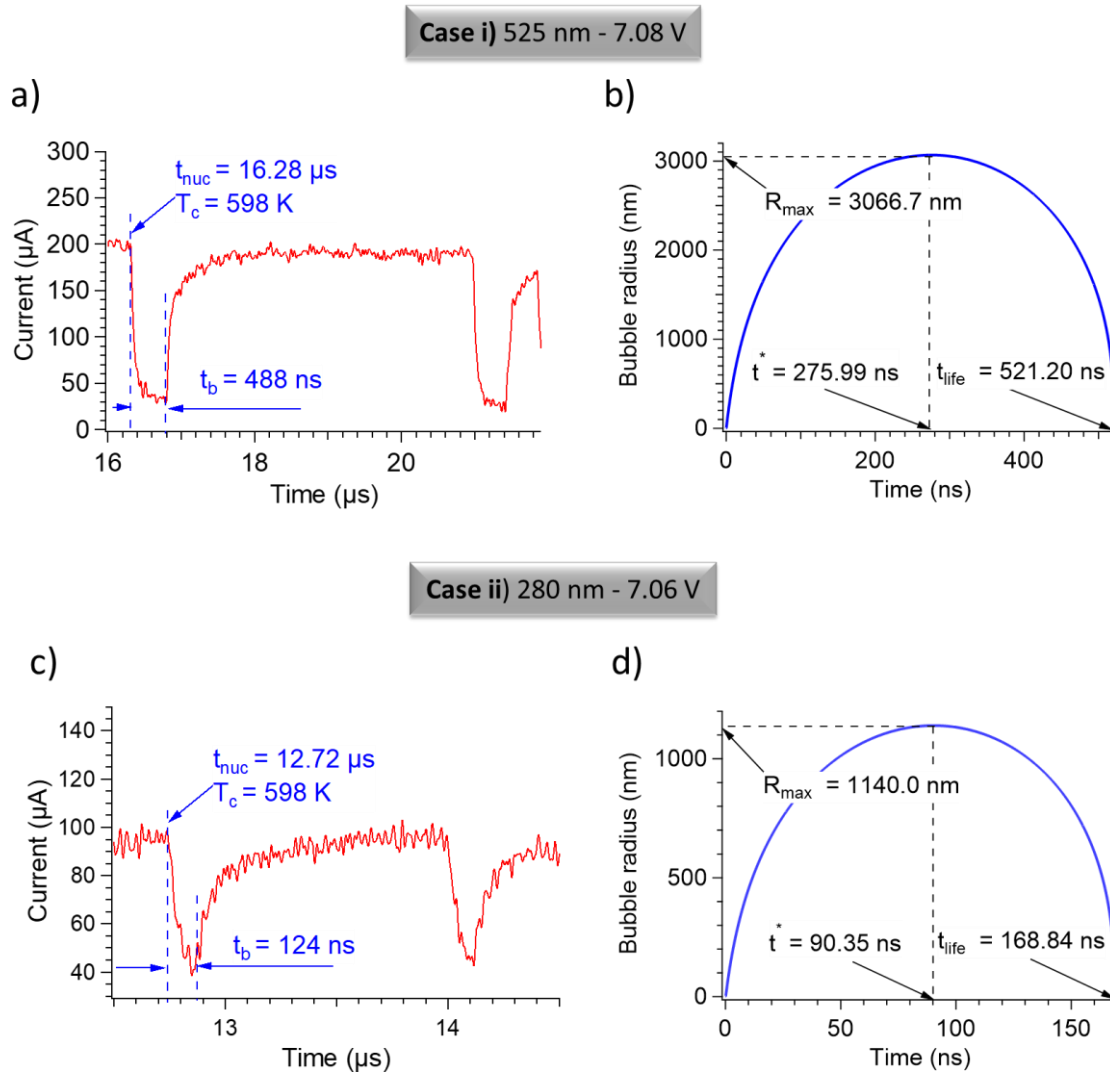 Case i) 525 nm - 7.08 V
a)
300
250
200
150
100
50
0
Current (µA)
t_nuc = 16.28 µs
T_c = 598 K
t_b = 488 ns
16
18
20
Time (µs)
b)
3000
2000
1000
0
Bubble radius (nm)
R_max = 3066.7 nm
t* = 275.99 ns
t_life = 521.20 ns
0
200
400
Time (ns)
Case ii) 280 nm - 7.06 V
c)
140
120
100
80
60
40
Current (µA)
t_nuc = 12.72 µs
T_c = 598 K
t_b = 124 ns
13
14
Time (µs)
d)
1000
500
0
Bubble radius (nm)
R_max = 1140.0 nm
t* = 90.35 ns
t_life = 168.84 ns
0
50
100
150
Time (ns)